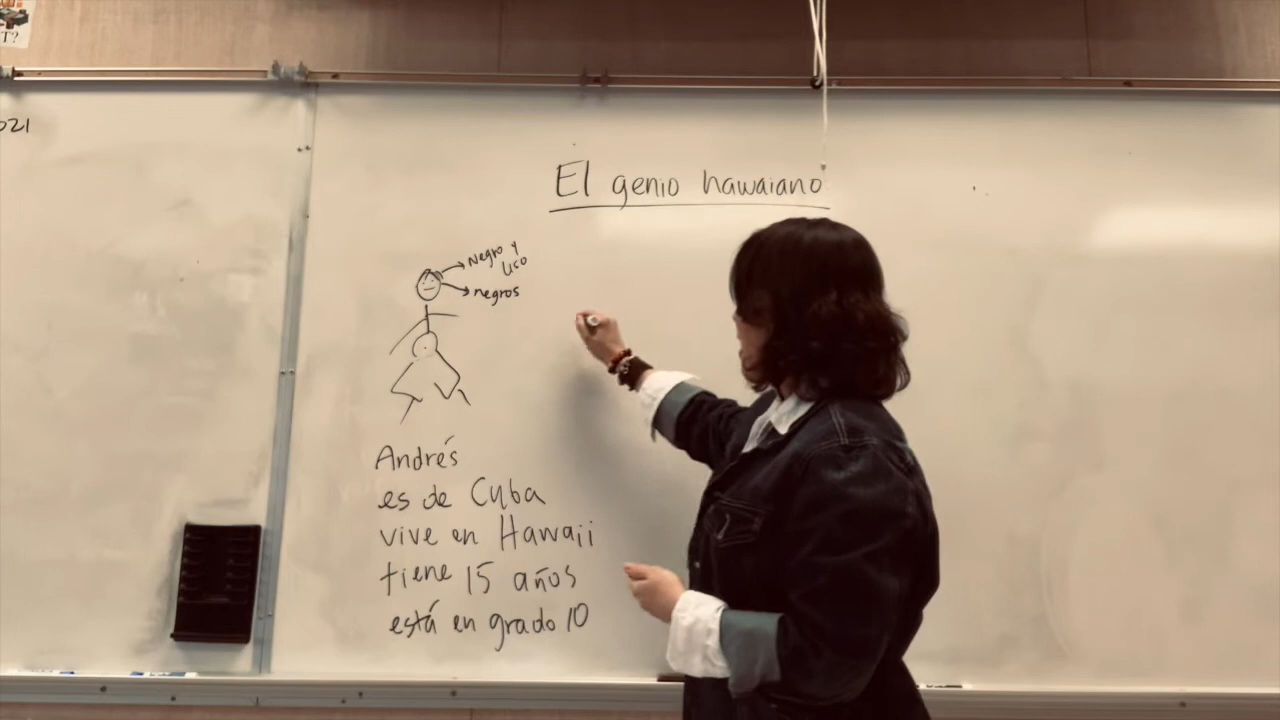 T?
021
El genio hawaiano
Negro y
liso
negros
Andrés
es de Cuba
vive en Hawaii
tiene 15 años
está en grado 10